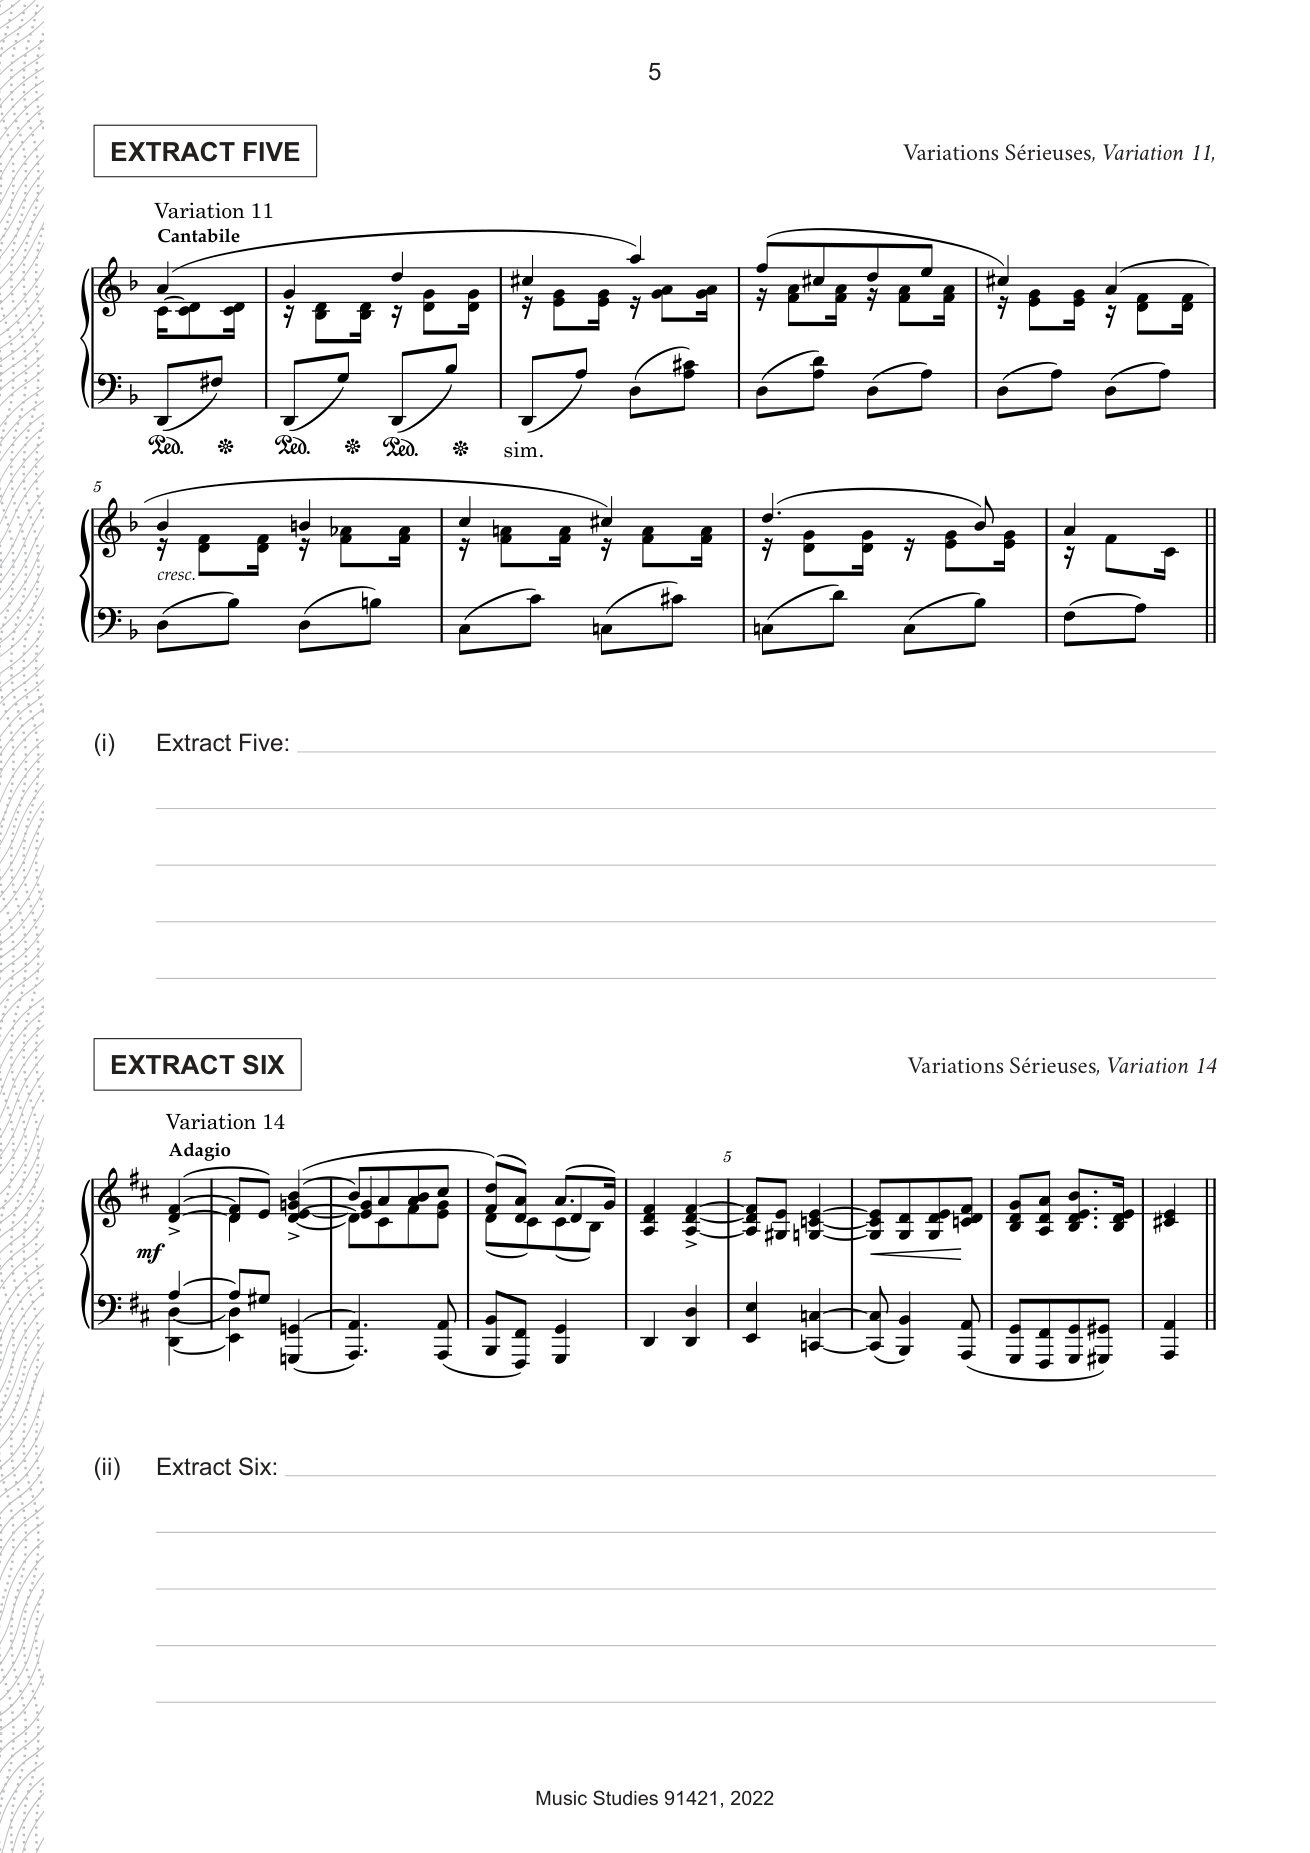 5
EXTRACT FIVE
Variations Sérieuses, Variation 11,
Variation 11
Cantabile
Ped. Ped. Ped. sim.
5
cresc.
(i) Extract Five:
EXTRACT SIX
Variations Sérieuses, Variation 14
Variation 14
Adagio
5
mf
(ii) Extract Six:
Music Studies 91421, 2022